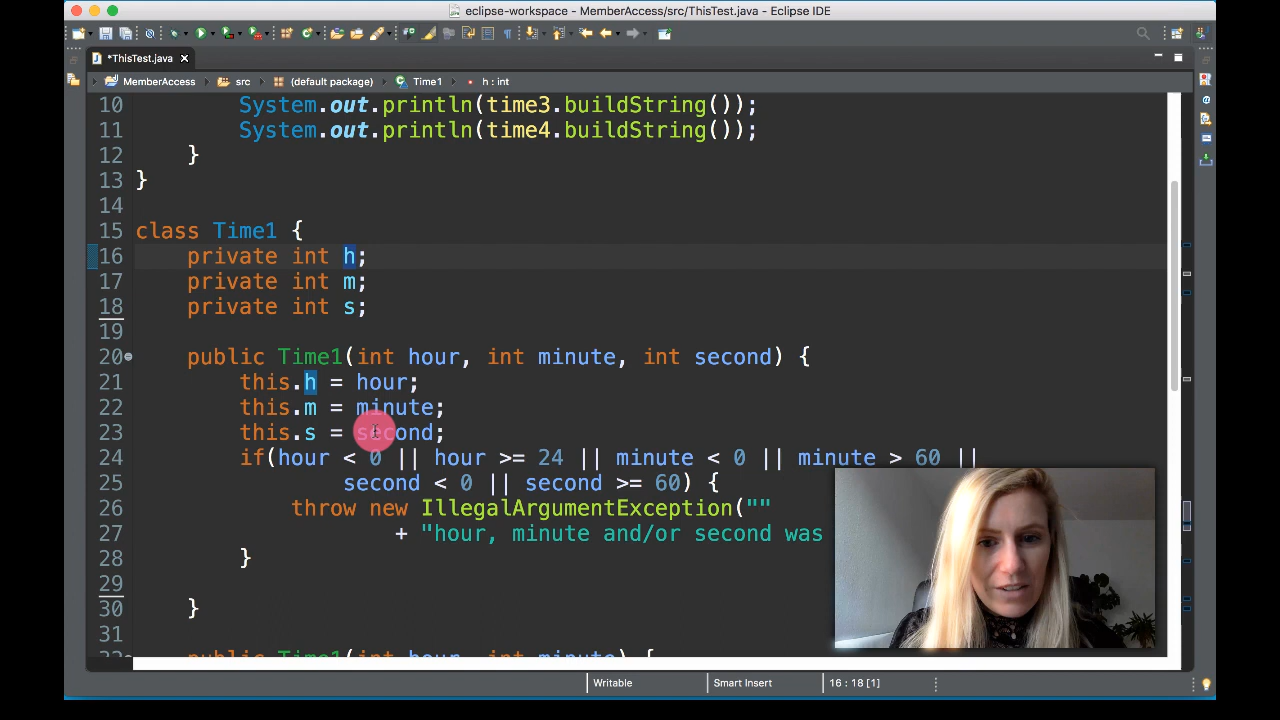 eclipse-workspace - MemberAccess/src/ThisTest.java - Eclipse IDE
*ThisTest.java
MemberAccess src (default package) Time1 h : int
10 System.out.println(time3.buildString());
11 System.out.println(time4.buildString());
12 }
13 }
14
15 class Time1 {
16 private int h;
17 private int m;
18 private int s;
19
20 public Time1(int hour, int minute, int second) {
21 this.h = hour;
22 this.m = minute;
23 this.s = second;
24 if(hour < 0 || hour >= 24 || minute < 0 || minute > 60 ||
25 second < 0 || second >= 60) {
26 throw new IllegalArgumentException(""
27 + "hour, minute and/or second was
28 }
29
30 }
31
public Time1(int hour, int minute) {
Writable Smart Insert 16 : 18 [1]